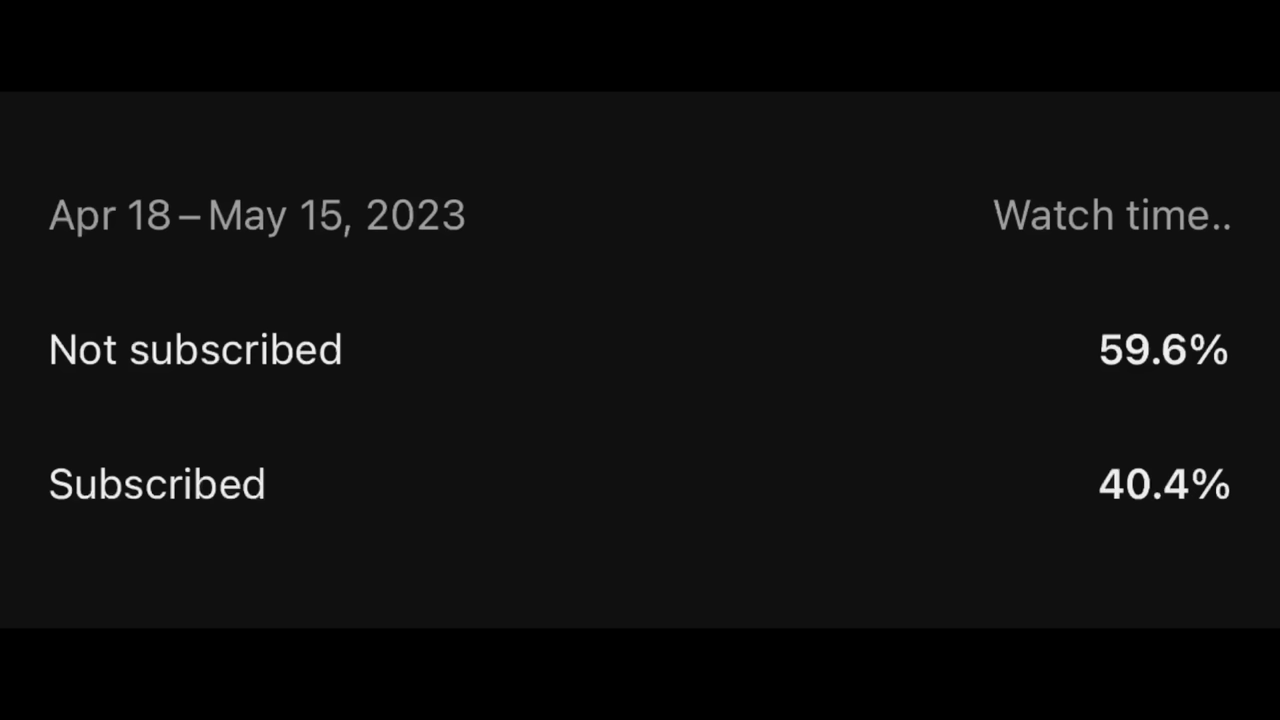 Apr 18 – May 15, 2023 Watch time..
Not subscribed 59.6%
Subscribed 40.4%